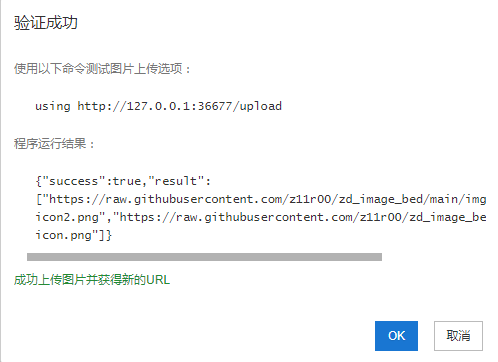 验证成功
使用以下命令测试图片上传选项：
using http://127.0.0.1:36677/upload
程序运行结果：
{"success":true,"result":
["https://raw.githubusercontent.com/z11r00/zd_image_bed/main/img
icon2.png","https://raw.githubusercontent.com/z11r00/zd_image_be
icon.png"]}
成功上传图片并获得新的URL
OK
取消